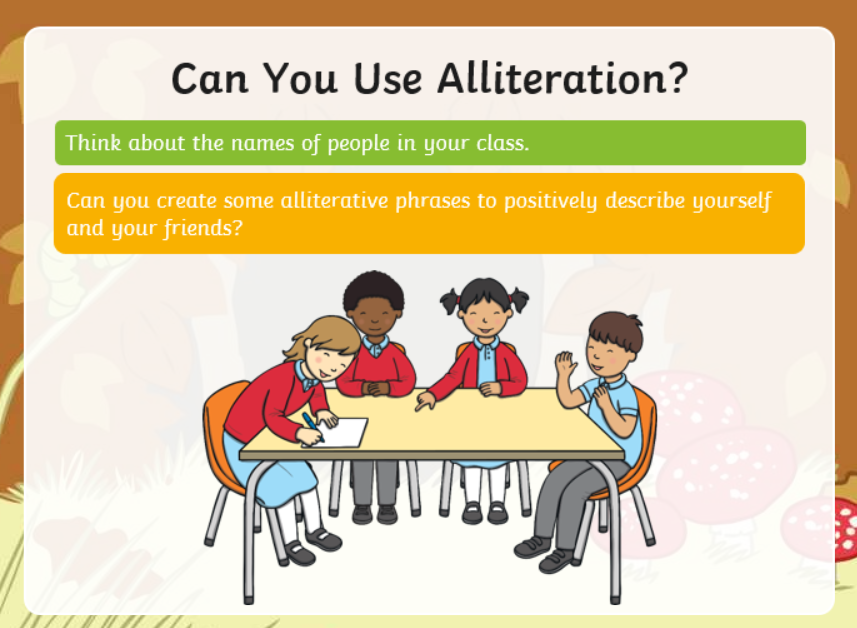 Can You Use Alliteration?
Think about the names of people in your class.
Can you create some alliterative phrases to positively describe yourself
and your friends?